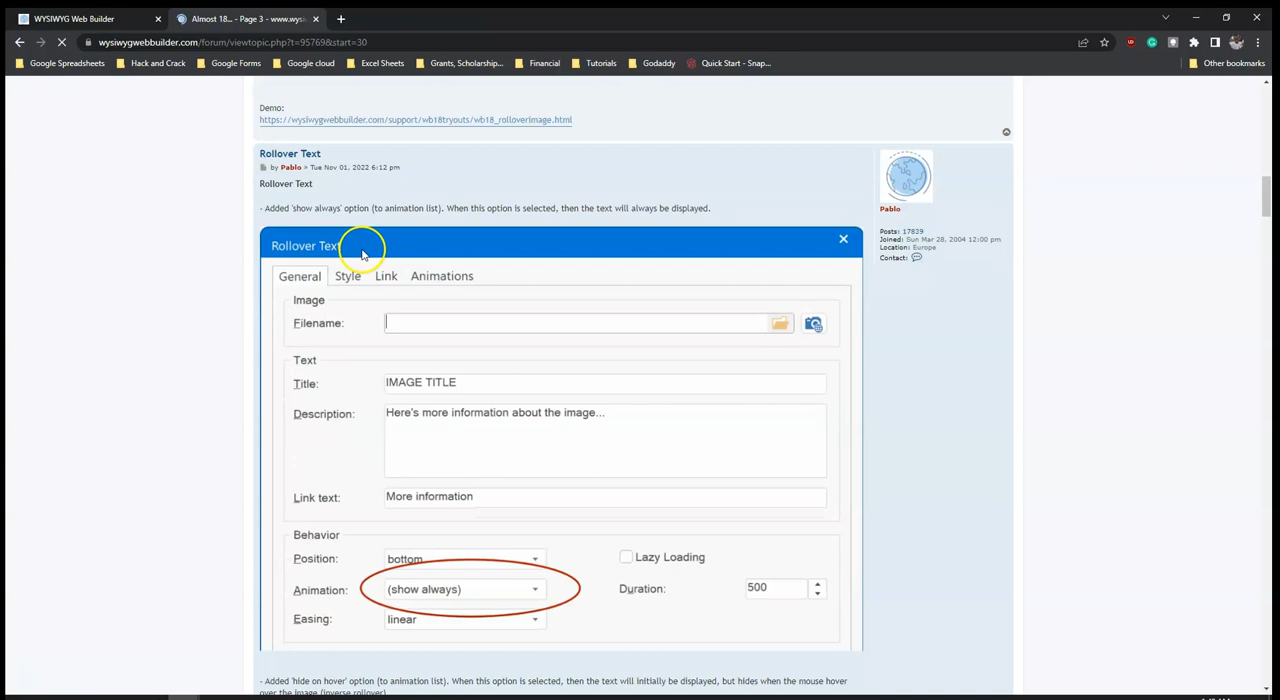 WYSIWYG Web Builder
Almost 18... - Page 3 - www.wysi
wysiwygwebbuilder.com/forum/viewtopic.php?t=95769&start=30
Google Spreadsheets
Hack and Crack
Google Forms
Google cloud
Excel Sheets
Grants, Scholarship...
Financial
Tutorials
Godaddy
Quick Start - Snap...
Other bookmarks
Demo:
https://wysiwygwebbuilder.com/support/wb18tryouts/wb18_rolloverimage.html
Rollover Text
by Pablo » Tue Nov 01, 2022 6:12 pm
Rollover Text
- Added 'show always' option (to animation list). When this option is selected, then the text will always be displayed.
Pablo
Posts: 17839
Joined: Sun Mar 28, 2004 12:00 pm
Location: Europe
Contact:
Rollover Text
General Style Link Animations
Image
Filename:
Text
Title: IMAGE TITLE
Description: Here's more information about the image...
Link text: More information
Behavior
Position: bottom Lazy Loading
Animation: (show always) Duration: 500
Easing: linear
- Added 'hide on hover' option (to animation list). When this option is selected, then the text will initially be displayed, but hides when the mouse hover
over the image (inverse rollover)